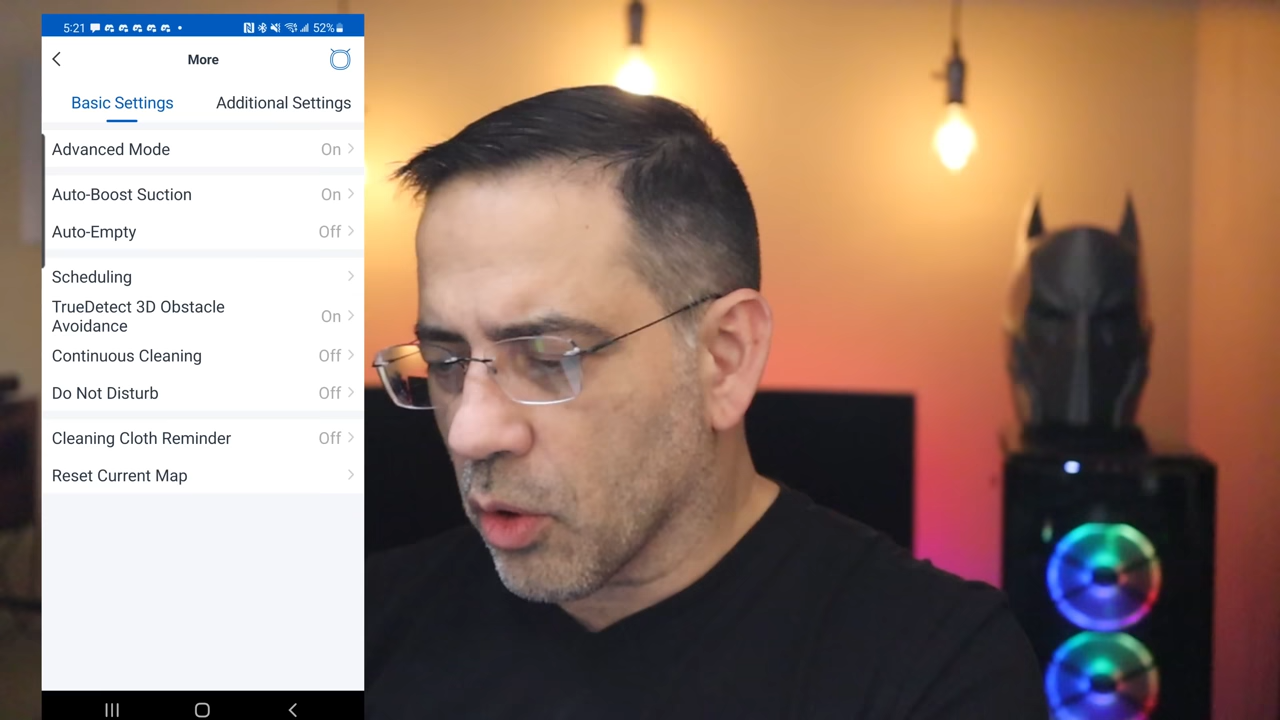 5:21 52%
More
Basic Settings Additional Settings
Advanced Mode On
Auto-Boost Suction On
Auto-Empty Off
Scheduling
TrueDetect 3D Obstacle
Avoidance On
Continuous Cleaning Off
Do Not Disturb Off
Cleaning Cloth Reminder Off
Reset Current Map